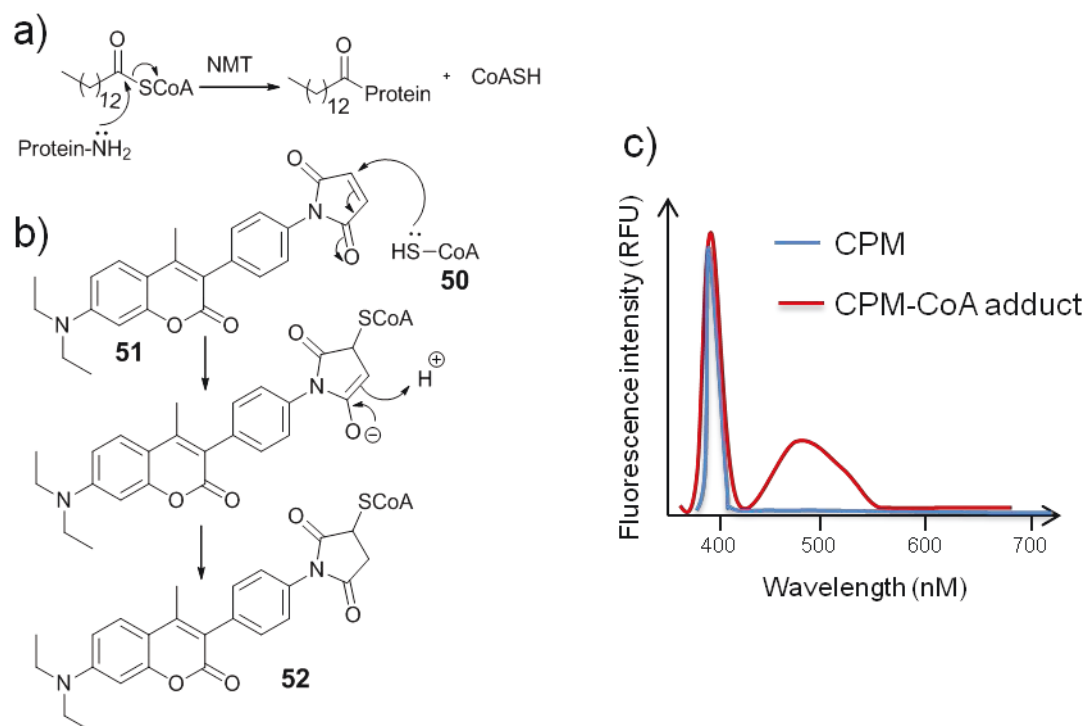 a)
O
SCoA
12
NMT
O
12
Protein
+ CoASH
Protein-NH2
b)
O
N
O
HS-CoA
50
N
O
O
51
SCoA
O
N
O
⊖
H
⊕
N
O
O
SCoA
O
N
O
N
O
O
52
c)
Fluorescence intensity (RFU)
CPM
CPM-CoA adduct
400 500 600 700
Wavelength (nM)